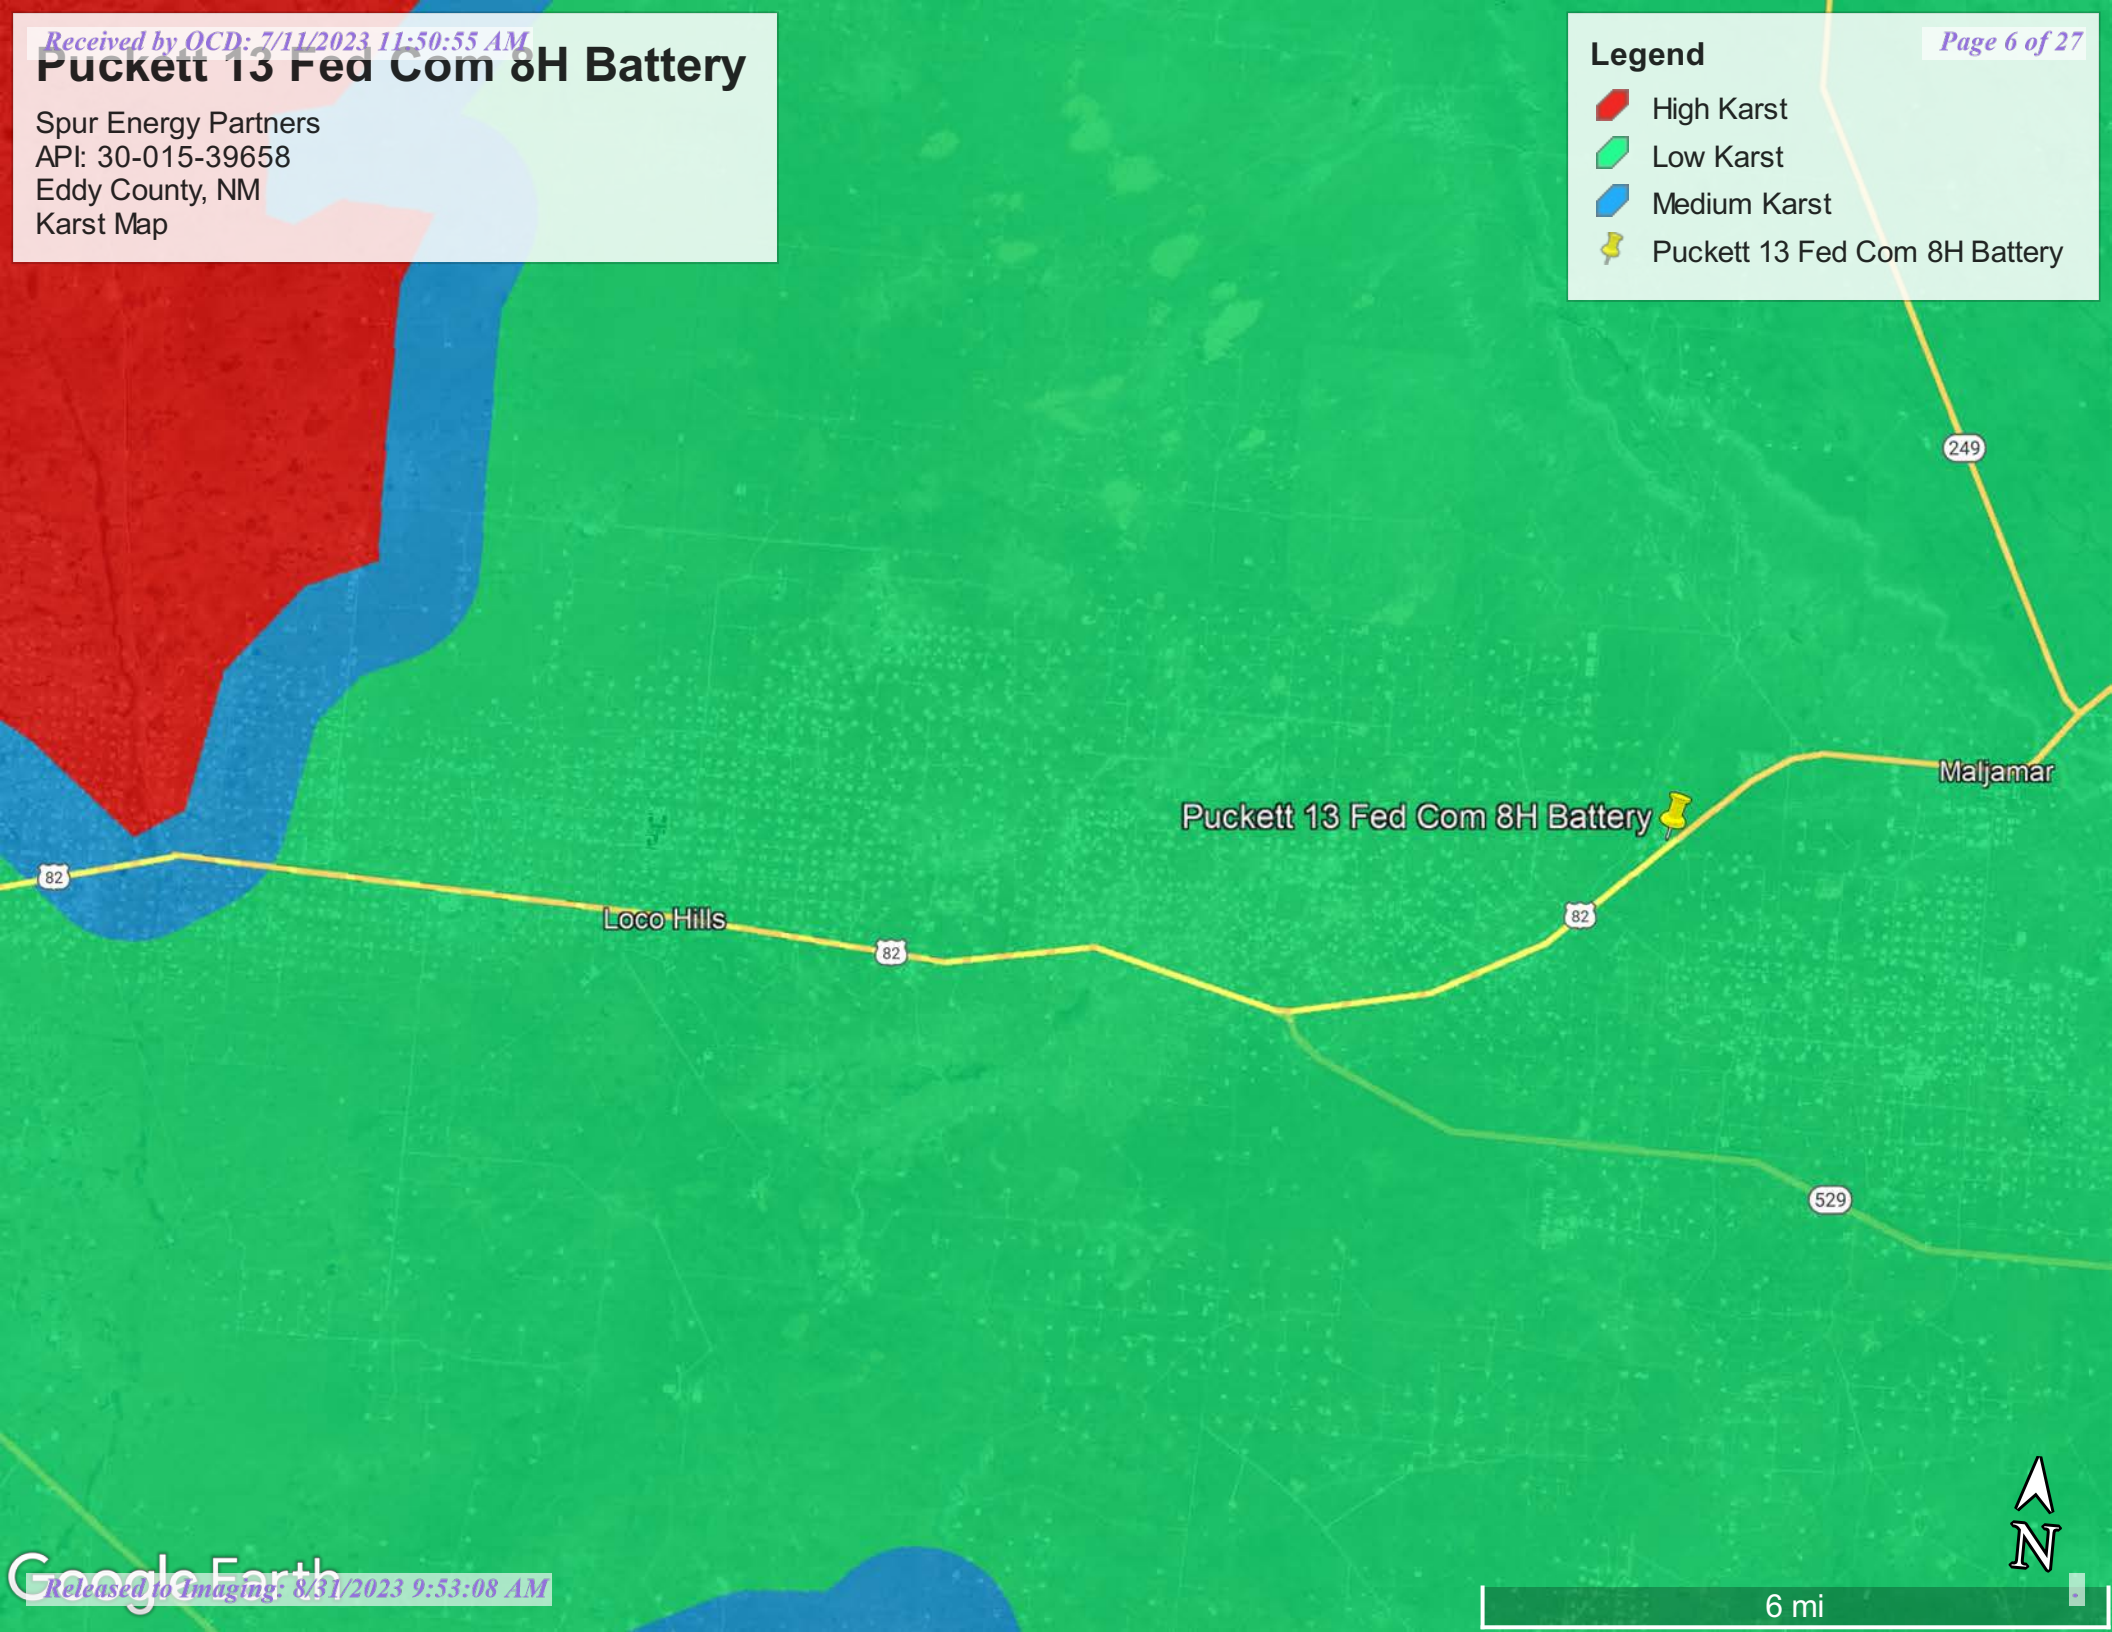 Received by OCD: 7/11/2023 11:50:55 AM
Page 6 of 27
Puckett 13 Fed Com 8H Battery
Spur Energy Partners
API: 30-015-39658
Eddy County, NM
Karst Map
Legend
High Karst
Low Karst
Medium Karst
Puckett 13 Fed Com 8H Battery
249
Maljamar
Puckett 13 Fed Com 8H Battery
82
82
Loco Hills
82
529
N
Google Earth
Released to Imaging: 8/31/2023 9:53:08 AM
6 mi